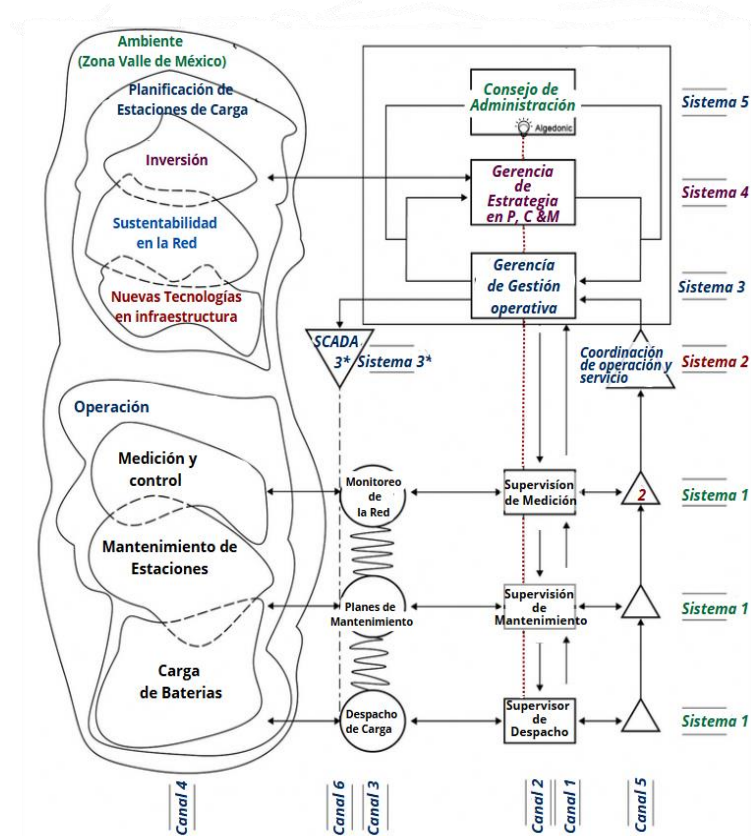 Ambiente
(Zona Valle de México)
Planificación de
Estaciones de Carga
Inversión
Sustentabilidad
en la Red
Nuevas Tecnologías
en infraestructura
Operación
Medición y
control
Mantenimiento de
Estaciones
Carga
de Baterias
Consejo de
Administración
Algedonic
Gerencia
de
Estrategia
en P, C &M
Gerencía
de Gestión
operativa
SCADA
3*
Sistema 3*
Coordinación
de operación y
servicio
Monitoreo
de
la Red
Planes de
Mantenimiento
Despacho
de Carga
Supervisíon
de Medición
Supervisión
de
Mantenimiento
Supervisor
de
Despacho
2
Sistema 5
Sistema 4
Sistema 3
Sistema 2
Sistema 1
Sistema 1
Sistema 1
Canal 4
Canal 6
Canal 3
Canal 2
Canal 1
Canal 5